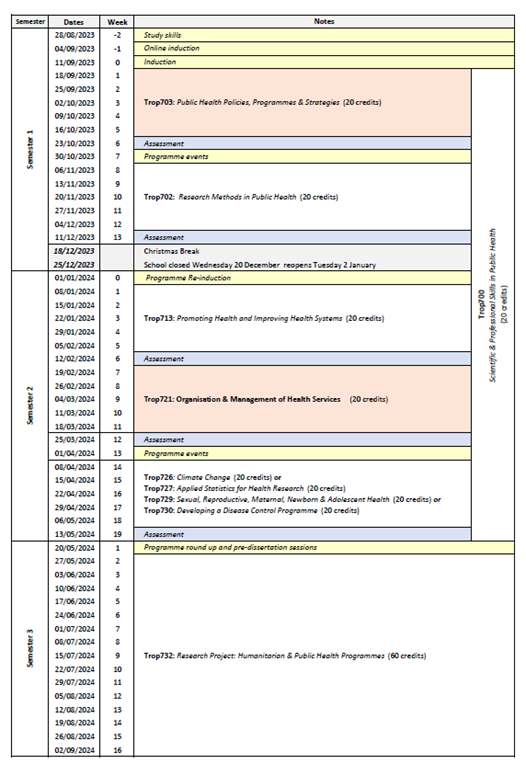 Semester Dates Week Notes
28/08/2023 -2 Study skills
04/09/2023 -1 Online induction
11/09/2023 0 Induction
18/09/2023 1
25/09/2023 2
02/10/2023 3 Trop703: Public Health Policies, Programmes & Strategies (20 credits)
09/10/2023 4
16/10/2023 5
23/10/2023 6 Assessment
30/10/2023 7 Programme events
06/11/2023 8
13/11/2023 9
20/11/2023 10 Trop702: Research Methods in Public Health (20 credits)
27/11/2023 11
04/12/2023 12
11/12/2023 13 Assessment
18/12/2023 Christmas Break
25/12/2023 School closed Wednesday 20 December reopens Tuesday 2 January
Semester 1
01/01/2024 0 Programme Re-induction
08/01/2024 1
15/01/2024 2
22/01/2024 3 Trop713: Promoting Health and Improving Health Systems (20 credits)
29/01/2024 4
05/02/2024 5
12/02/2024 6 Assessment
19/02/2024 7
26/02/2024 8
04/03/2024 9 Trop721: Organisation & Management of Health Services (20 credits)
11/03/2024 10
18/03/2024 11
25/03/2024 12 Assessment
01/04/2024 13 Programme events
08/04/2024 14
15/04/2024 15
22/04/2024 16
29/04/2024 17
06/05/2024 18
Trop726: Climate Change (20 credits) or
Trop727: Applied Statistics for Health Research (20 credits)
Trop729: Sexual, Reproductive, Maternal, Newborn & Adolescent Health (20 credits) or
Trop730: Developing a Disease Control Programme (20 credits)
13/05/2024 19 Assessment
Semester 2
Trop700
Scientific & Professional Skills in Public Health
(20 credits)
20/05/2024 1 Programme round up and pre-dissertation sessions
27/05/2024 2
03/06/2024 3
10/06/2024 4
17/06/2024 5
24/06/2024 6
01/07/2024 7
08/07/2024 8
15/07/2024 9 Trop732: Research Project: Humanitarian & Public Health Programmes (60 credits)
22/07/2024 10
29/07/2024 11
05/08/2024 12
12/08/2024 13
19/08/2024 14
26/08/2024 15
02/09/2024 16
Semester 3